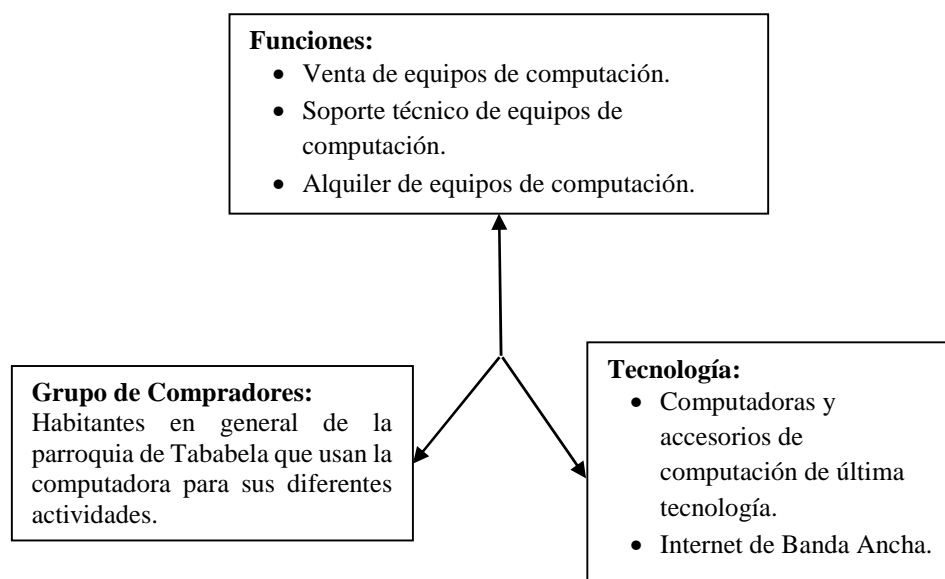 Funciones:
• Venta de equipos de computación.
• Soporte técnico de equipos de
computación.
• Alquiler de equipos de computación.
Grupo de Compradores:
Habitantes en general de la
parroquia de Tababela que usan la
computadora para sus diferentes
actividades.
Tecnología:
• Computadoras y
accesorios de
computación de última
tecnología.
• Internet de Banda Ancha.